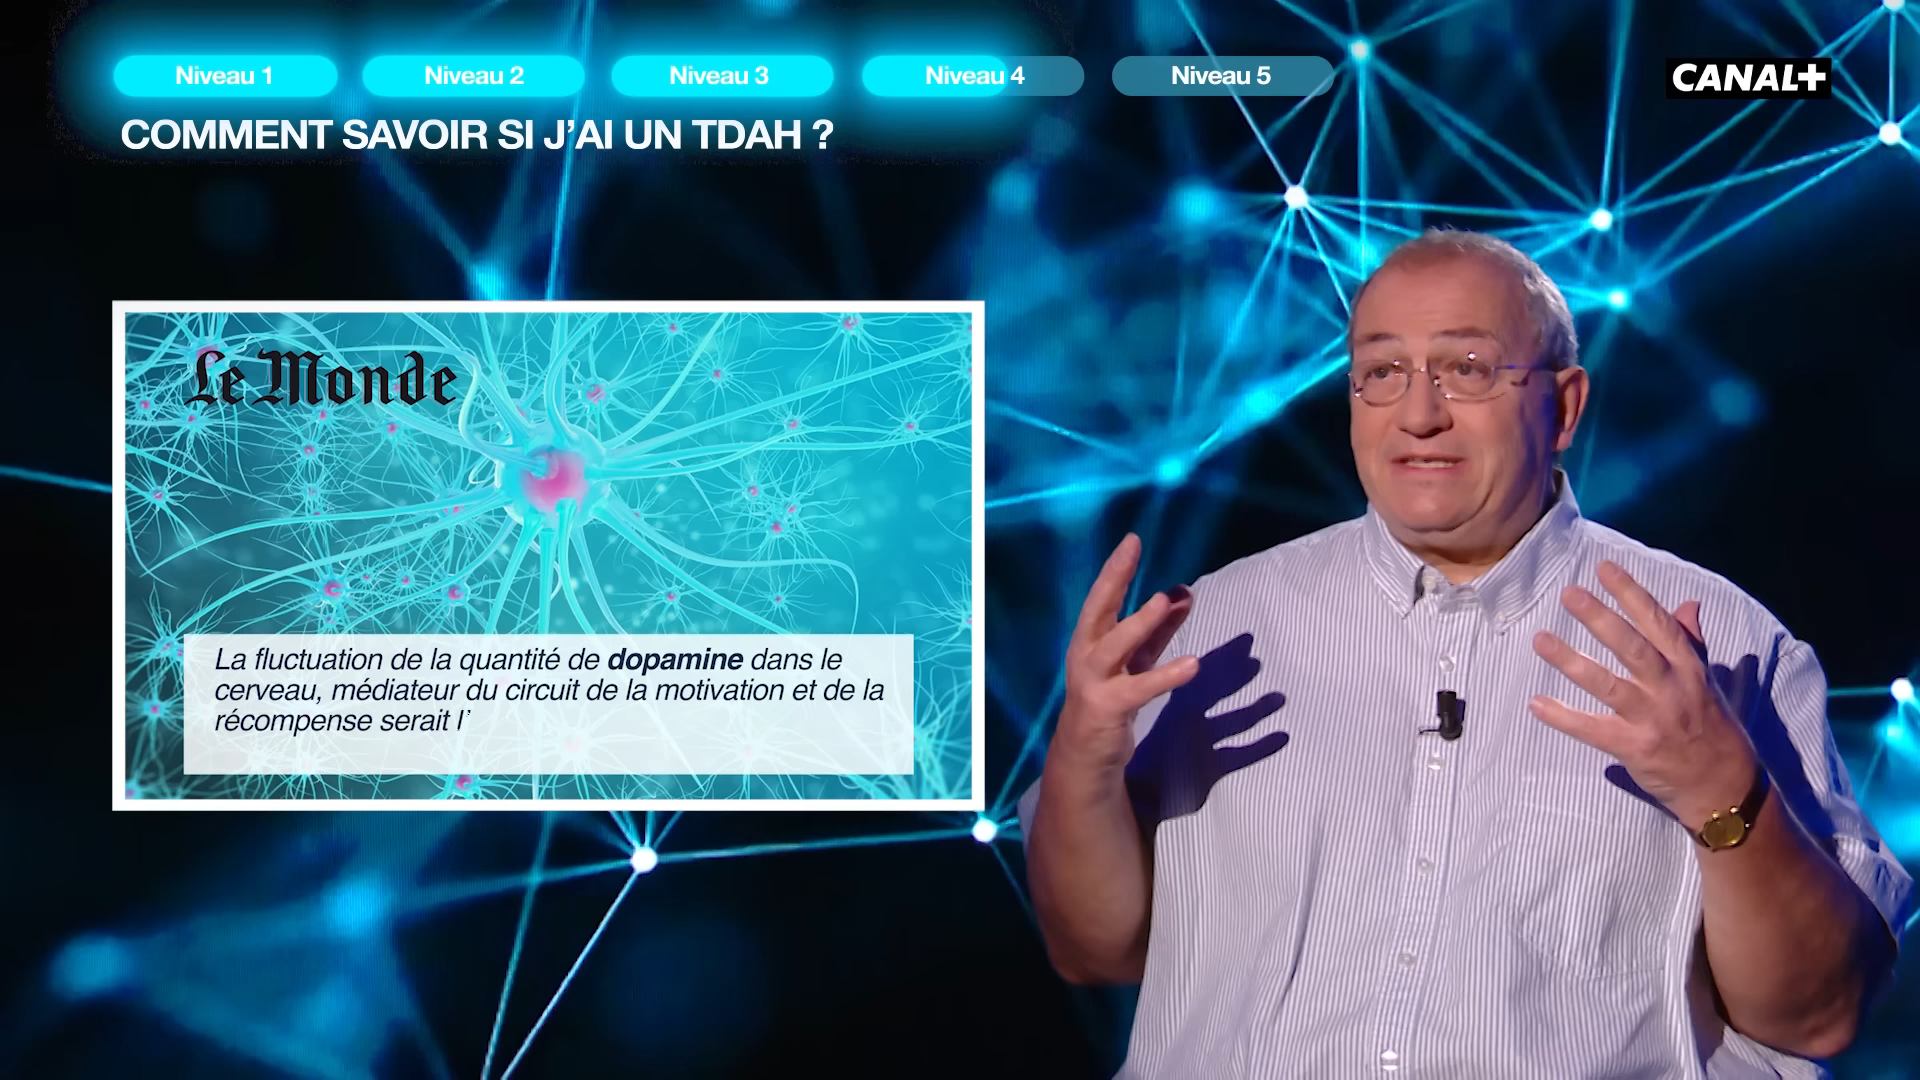 Niveau 1
Niveau 2
Niveau 3
Niveau 4
Niveau 5
CANAL+
COMMENT SAVOIR SI J’AI UN TDAH ?
Le Monde
La fluctuation de la quantité de dopamine dans le
cerveau, médiateur du circuit de la motivation et de la
récompense serait l’